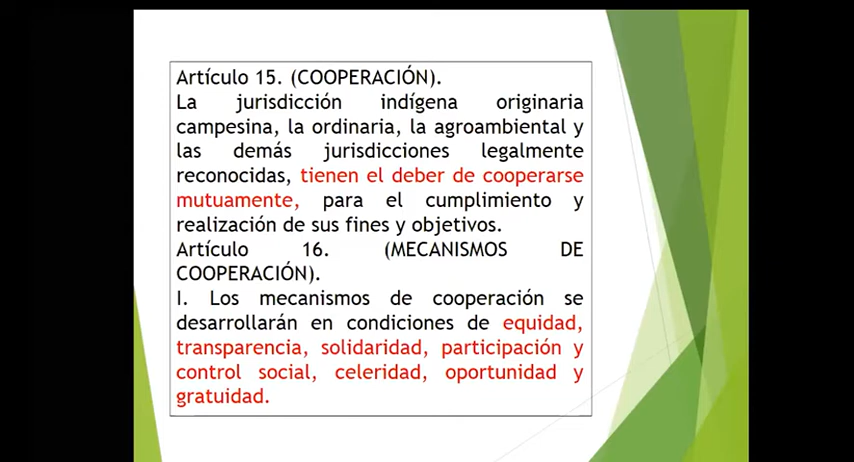 Artículo 15. (COOPERACIÓN).
La jurisdicción indígena originaria
campesina, la ordinaria, la agroambiental y
las demás jurisdicciones legalmente
reconocidas, tienen el deber de cooperarse
mutuamente, para el cumplimiento y
realización de sus fines y objetivos.
Artículo 16. (MECANISMOS DE
COOPERACIÓN).
I. Los mecanismos de cooperación se
desarrollarán en condiciones de equidad,
transparencia, solidaridad, participación y
control social, celeridad, oportunidad y
gratuidad.